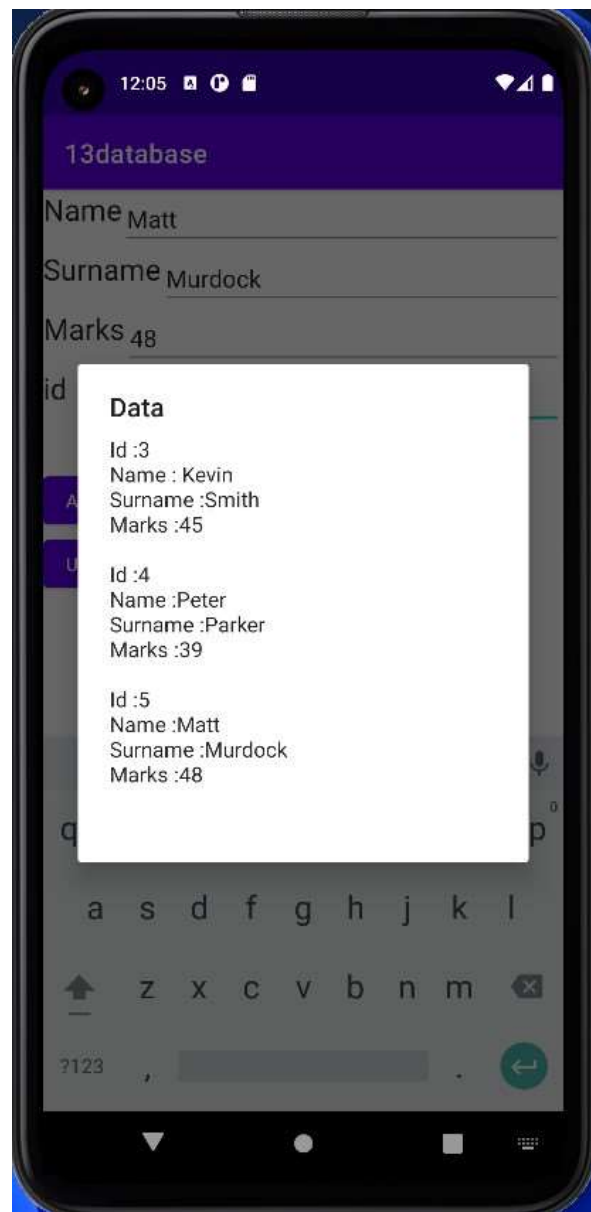 12:05
13database
Name Matt
Surname Murdock
Marks 48
id
Data
Id :3
Name : Kevin
Surname :Smith
Marks :45
Id :4
Name :Peter
Surname :Parker
Marks :39
Id :5
Name :Matt
Surname :Murdock
Marks :48
A
U
q p 0
a s d f g h j k l
z x c v b n m
?123 , .